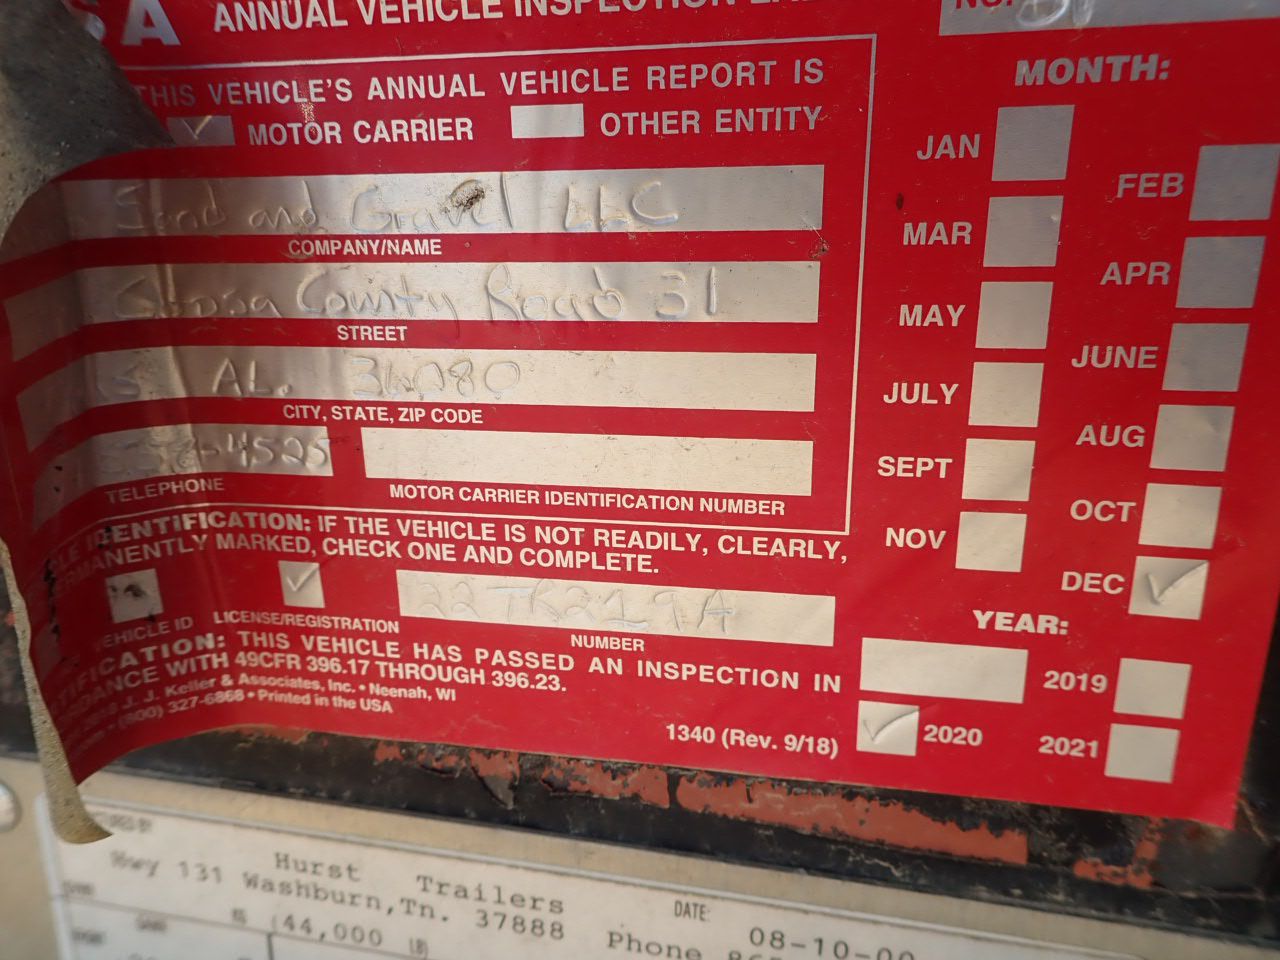 SA ANNUAL VEHICLE INSPECTION
NO.
THIS VEHICLE'S ANNUAL VEHICLE REPORT IS
MOTOR CARRIER OTHER ENTITY
Sand and Gravel LLC
COMPANY/NAME
County Road 31
STREET
AL. 36080
CITY, STATE, ZIP CODE
4525
TELEPHONE
MOTOR CARRIER IDENTIFICATION NUMBER
IDENTIFICATION: IF THE VEHICLE IS NOT READILY, CLEARLY,
PERMANENTLY MARKED, CHECK ONE AND COMPLETE.
VEHICLE ID LICENSE/REGISTRATION
22TR219A
NUMBER
TIFICATION: THIS VEHICLE HAS PASSED AN INSPECTION IN
RDANCE WITH 49CFR 396.17 THROUGH 396.23.
J. J. Keller & Associates, Inc. • Neenah, WI
(800) 327-6868 • Printed in the USA
1340 (Rev. 9/18)
MONTH:
JAN
FEB
MAR
APR
MAY
JUNE
JULY
AUG
SEPT
OCT
NOV
DEC
YEAR:
2019
2020
2021
Hurst Trailers
Hwy 131 Washburn,Tn. 37888
DATE: 08-10-00
44,000 LB
Phone